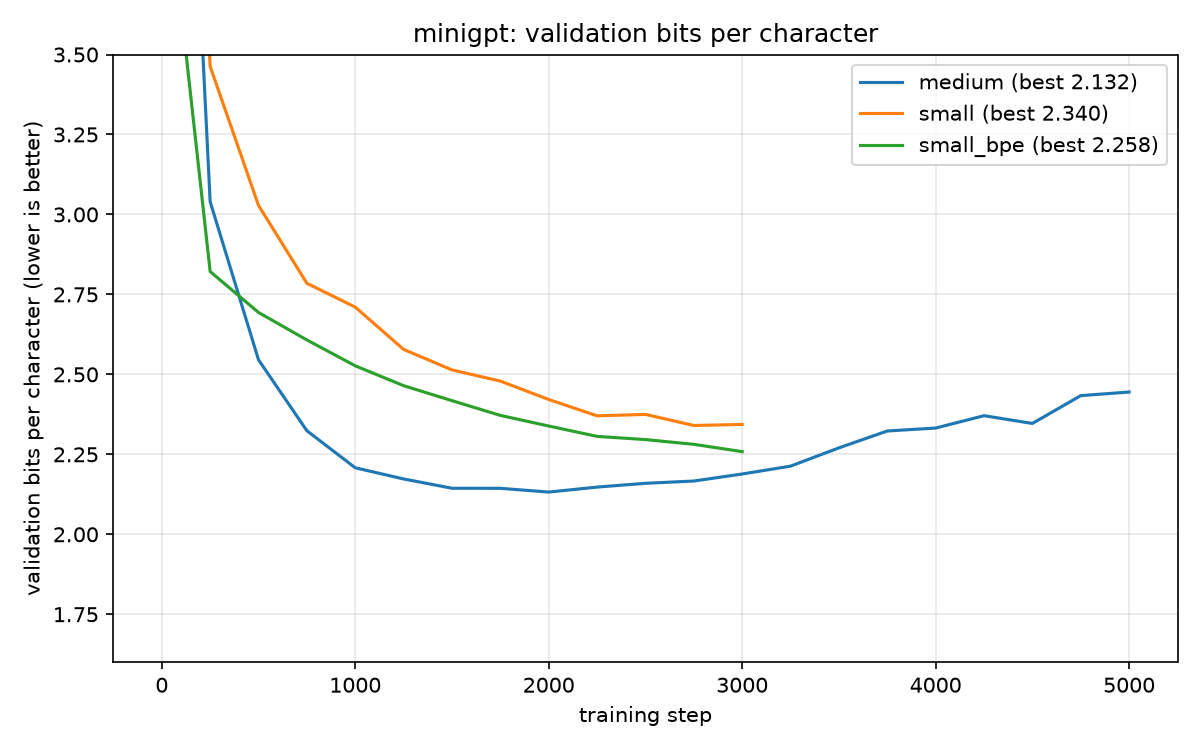 minigpt: validation bits per character
medium (best 2.132)
small (best 2.340)
small_bpe (best 2.258)
validation bits per character (lower is better)
3.50
3.25
3.00
2.75
2.50
2.25
2.00
1.75
0 1000 2000 3000 4000 5000
training step